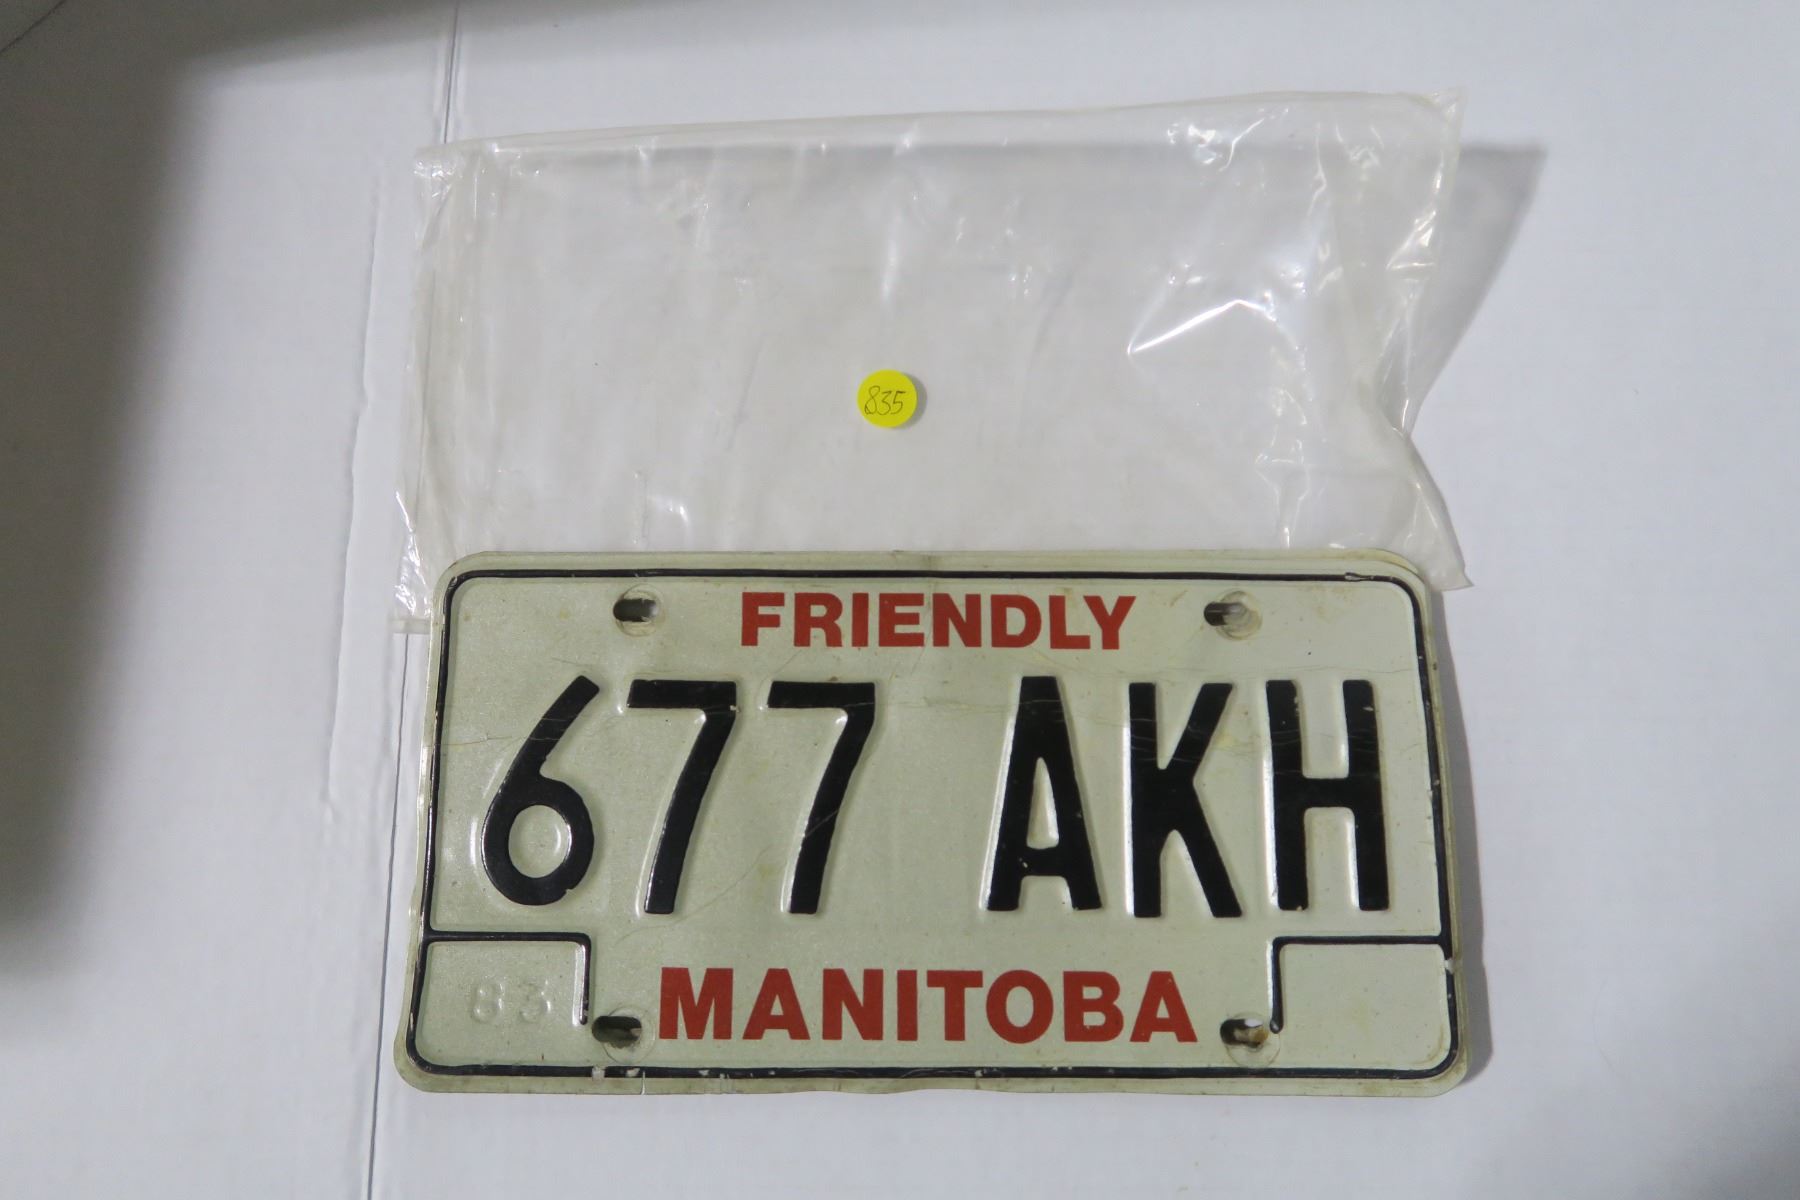 835
FRIENDLY
677 AKH
83
MANITOBA